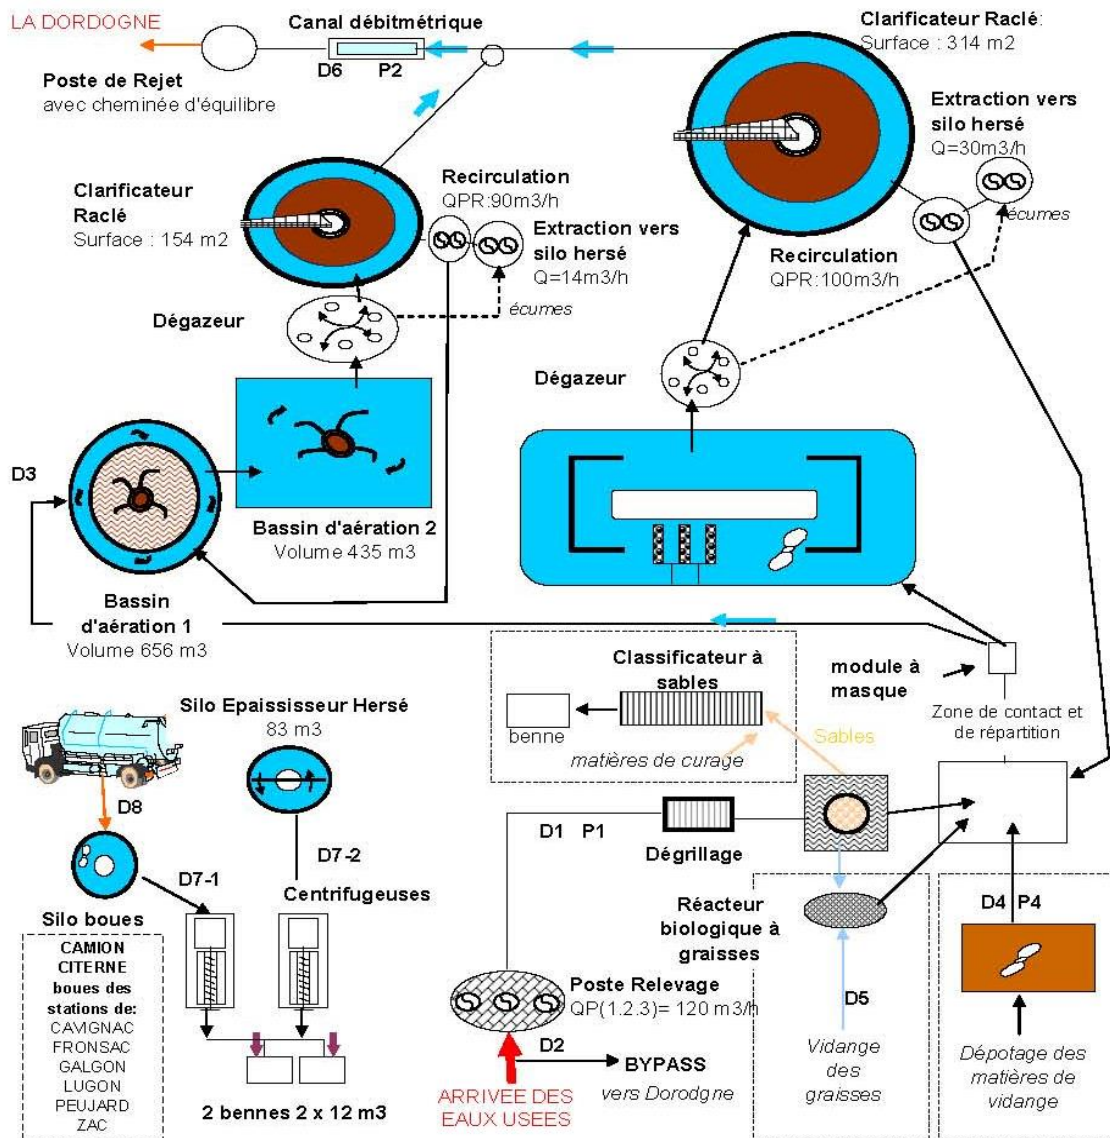 LA DORDOGNE
Canal débitmétrique
D6 P2
Poste de Rejet
avec cheminée d'équilibre
Clarificateur Raclé:
Surface : 314 m2
Extraction vers
silo hersé
Q=30m3/h
écumes
Recirculation
QPR:100m3/h
Clarificateur
Raclé
Surface : 154 m2
Recirculation
QPR:90m3/h
Extraction vers
silo hersé
Q=14m3/h
écumes
Dégazeur
Dégazeur
D3
Bassin d'aération 2
Volume 435 m3
Bassin
d'aération 1
Volume 656 m3
module à
masque
Zone de contact et
de répartition
Classificateur à
sables
benne
matières de curage
Sables
Silo Epaississeur Hersé
83 m3
D8
D7-1
D7-2
Centrifugeuses
Silo boues
CAMION
CITERNE
boues des
stations de:
CAVIGNAC
FRONSAC
GALGON
LUGON
PEUJARD
ZAC
2 bennes 2 x 12 m3
D1 P1
Dégrillage
Réacteur
biologique à
graisses
Poste Relevage
QP(1.2.3)= 120 m3/h
D2
BYPASS
vers Dorodgne
ARRIVEE DES
EAUX USEES
D5
Vidange
des
graisses
D4 P4
Dépotage des
matières de
vidange